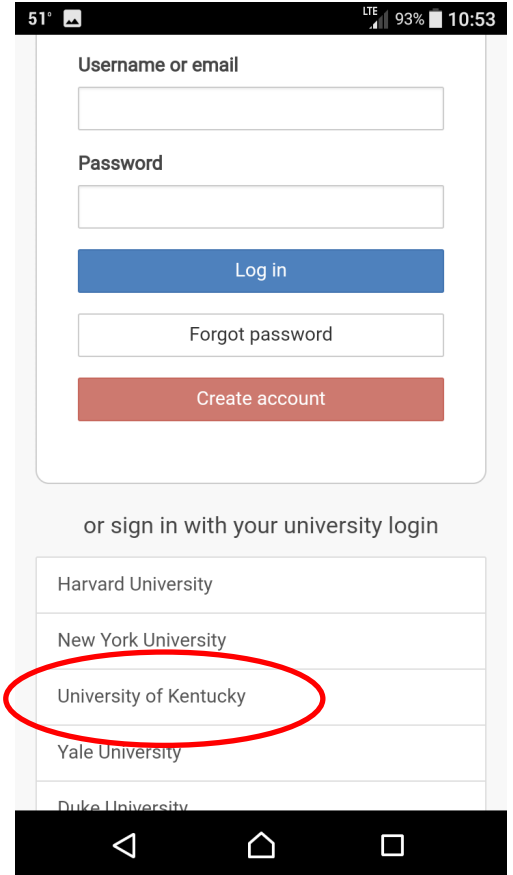 51° LTE 93% 10:53
Username or email
Password
Log in
Forgot password
Create account
or sign in with your university login
Harvard University
New York University
University of Kentucky
Yale University
Duke University